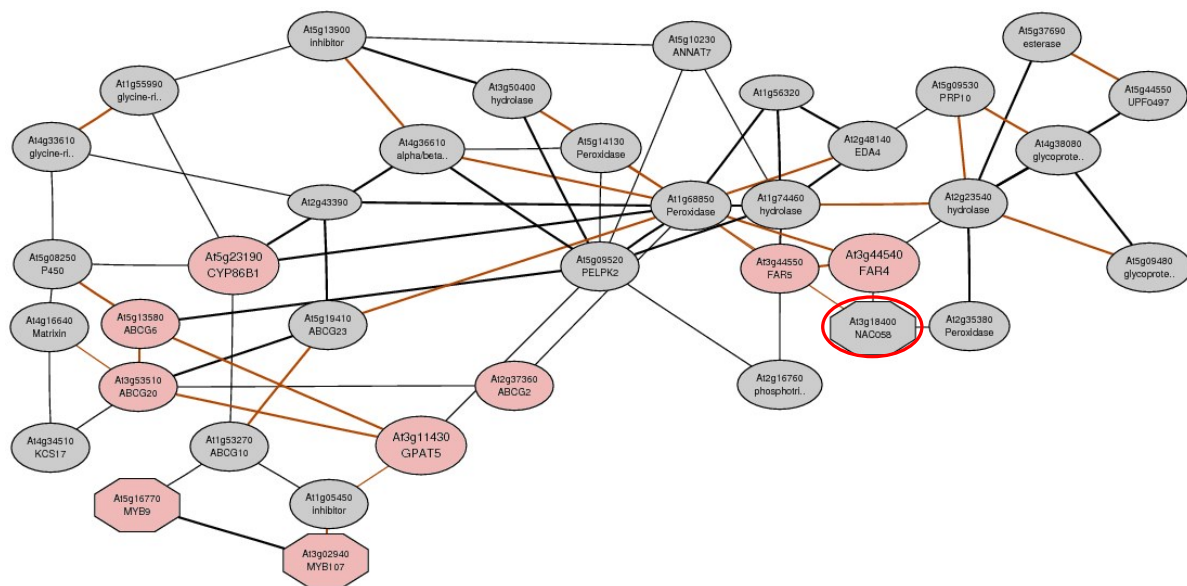 At5g13900
inhibitor
At5g10230
ANNAT7
At5g37690
esterase
At1g55990
glycine-ri..
At3g50400
hydrolase
At1g56320
At5g09530
PRP10
At5g44550
UPF0497
At4g33610
glycine-ri..
At4g36610
alpha/beta..
At5g14130
Peroxidase
At2g48140
EDA4
At4g38080
glycoprote..
At2g43390
At1g68850
Peroxidase
At1g74460
hydrolase
At2g23540
hydrolase
At5g08250
P450
At5g23190
CYP86B1
At5g09520
PELPK2
At3g44550
FAR5
At3g44540
FAR4
At5g09480
glycoprote..
At5g13580
ABCG6
At4g16640
Matrixin
At5g19410
ABCG23
At3g18400
NAC058
At2g35380
Peroxidase
At3g53510
ABCG20
At2g37360
ABCG2
At2g16760
phosphotri..
At4g34510
KCS17
At1g53270
ABCG10
At3g11430
GPAT5
At5g16770
MYB9
At1g05450
inhibitor
At3g02940
MYB107